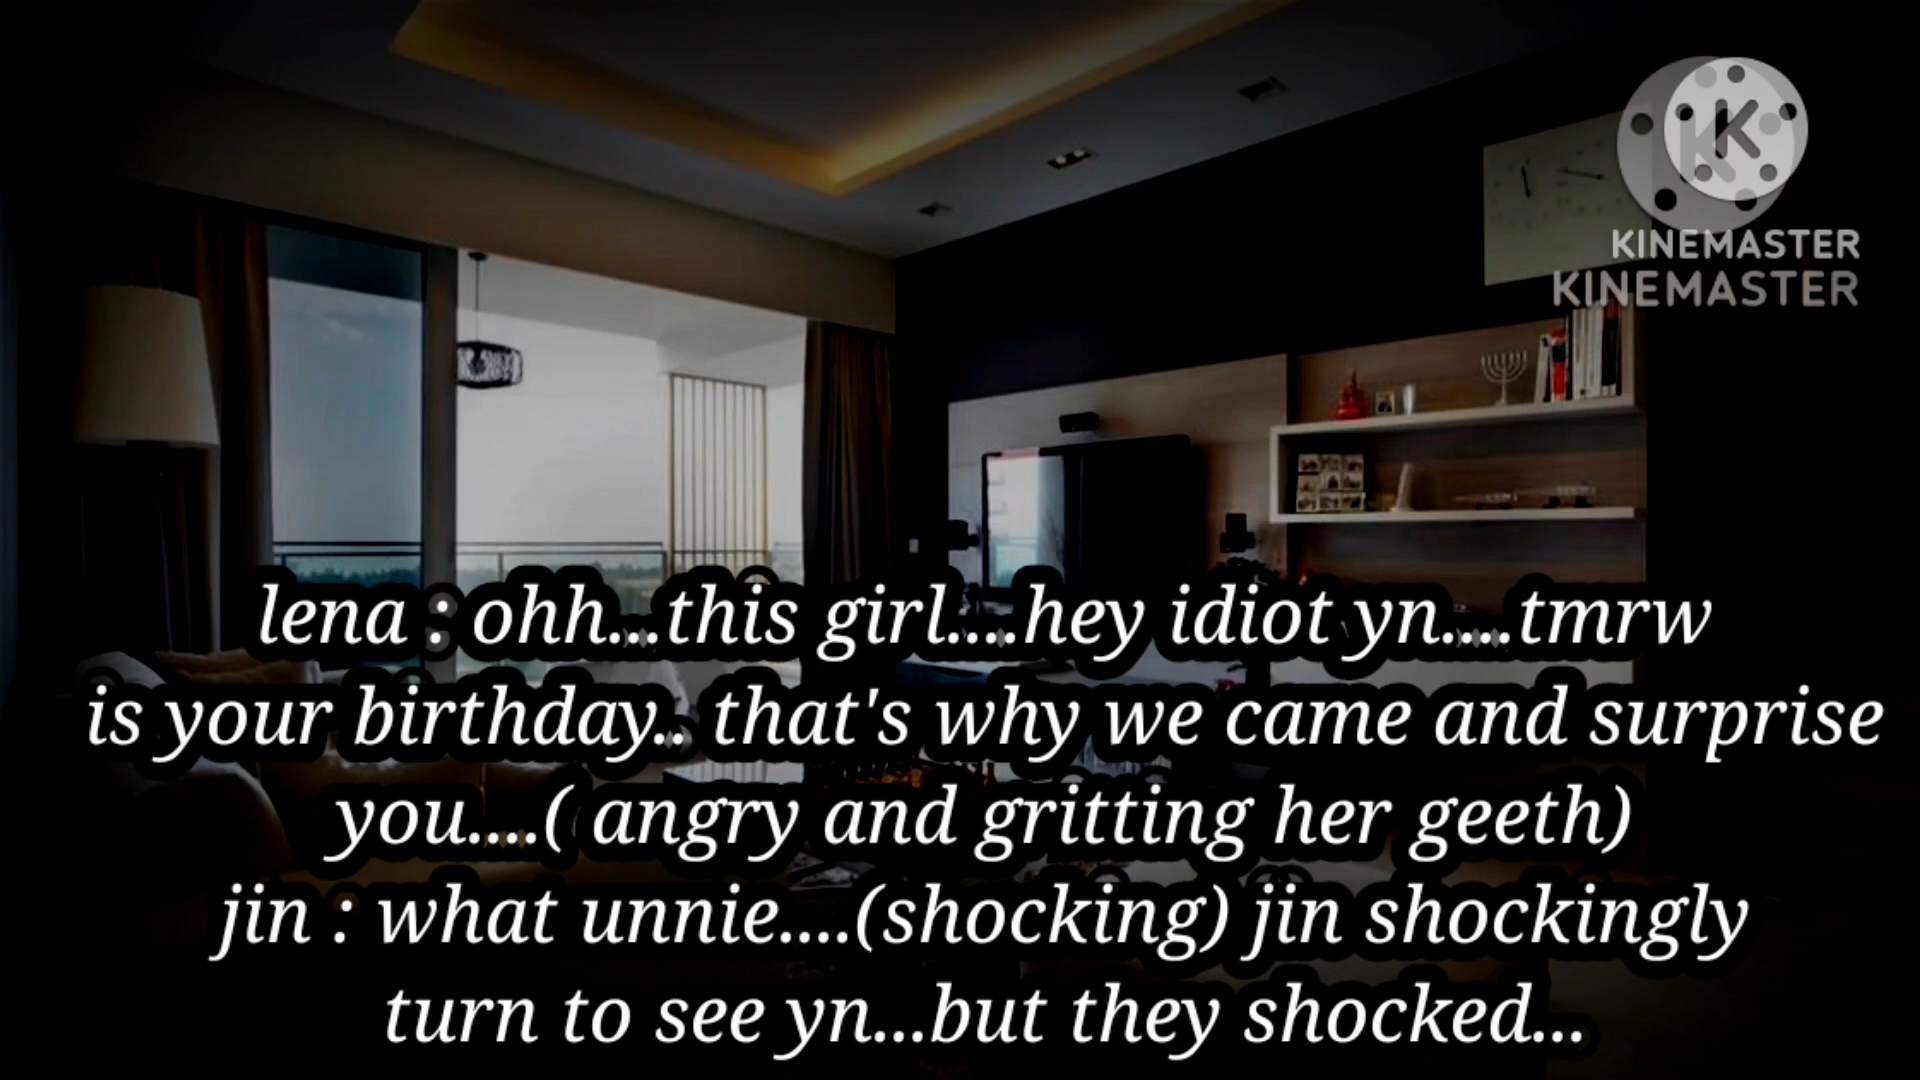 KINEMASTER
KINEMASTER
lena : ohh...this girl....hey idiot yn....tmrw
is your birthday.. that's why we came and surprise
you....( angry and gritting her geeth)
jin : what unnie....(shocking) jin shockingly
turn to see yn...but they shocked...